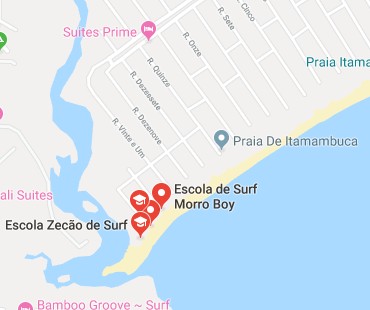 Suites Prime
R. Cinco
R. Sete
R. Onze
R. Quinze
R. Dezessete
R. Dezenove
R. Vinte e Um
Praia Itama
Praia De Itamambuca
ali Suites
Escola de Surf
Morro Boy
Escola Zecão de Surf
Bamboo Groove ~ Surf